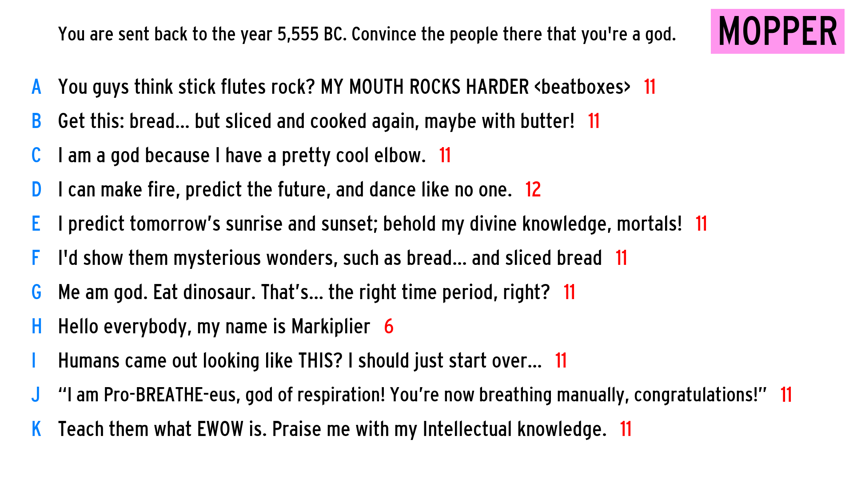 You are sent back to the year 5,555 BC. Convince the people there that you're a god.
MOPPER
A You guys think stick flutes rock? MY MOUTH ROCKS HARDER <beatboxes> 11
B Get this: bread... but sliced and cooked again, maybe with butter! 11
C I am a god because I have a pretty cool elbow. 11
D I can make fire, predict the future, and dance like no one. 12
E I predict tomorrow’s sunrise and sunset; behold my divine knowledge, mortals! 11
F I'd show them mysterious wonders, such as bread... and sliced bread 11
G Me am god. Eat dinosaur. That’s... the right time period, right? 11
H Hello everybody, my name is Markiplier 6
I Humans came out looking like THIS? I should just start over... 11
J “I am Pro-BREATHE-eus, god of respiration! You’re now breathing manually, congratulations!” 11
K Teach them what EWOW is. Praise me with my Intellectual knowledge. 11